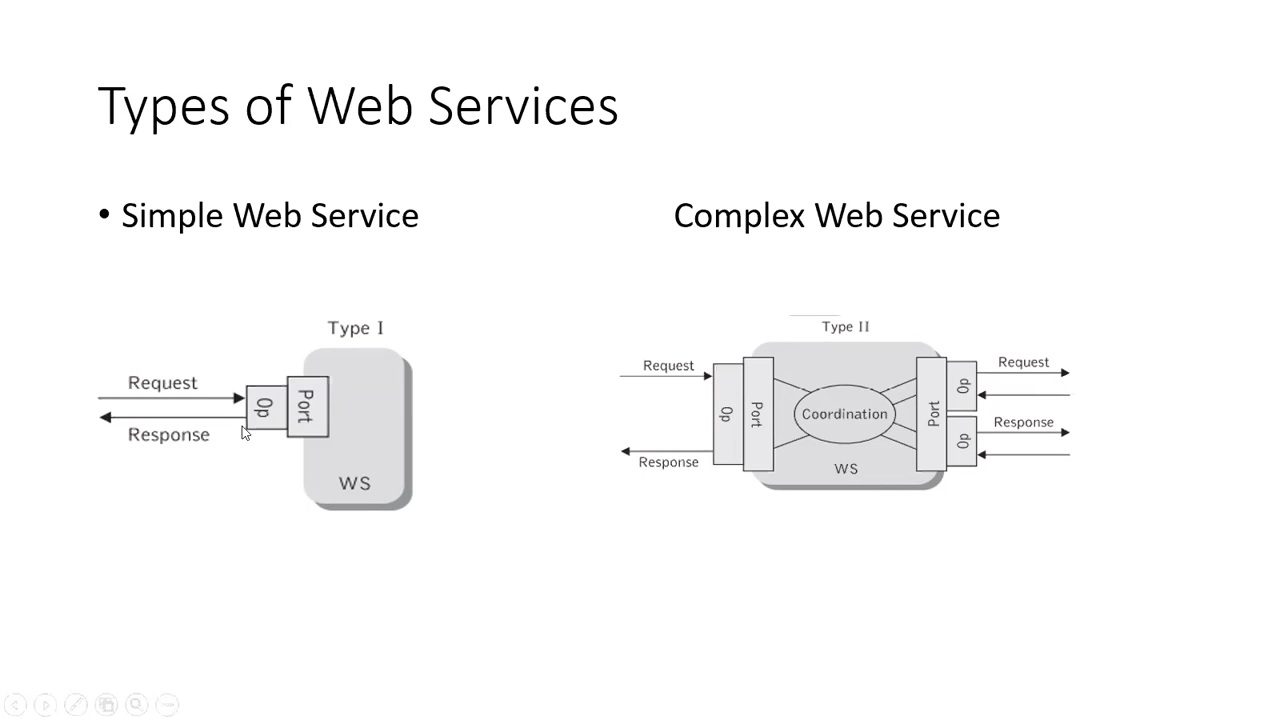 Types of Web Services
• Simple Web Service
Complex Web Service
Type I
Request
Op
Port
Response
WS
Type II
Request
Op
Port
Coordination
Response
WS
Port
Op
Op
Request
Response